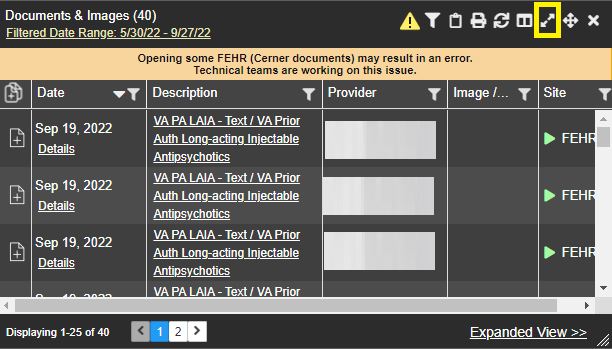 Documents & Images (40)
Filtered Date Range: 5/30/22 - 9/27/22
Opening some FEHR (Cerner documents) may result in an error.
Technical teams are working on this issue.
Date Description Provider Image /... Site
Sep 19, 2022 VA PA LAIA - Text / VA Prior
Auth Long-acting Injectable FEHR
Details Antipsychotics
Sep 19, 2022 VA PA LAIA - Text / VA Prior
Auth Long-acting Injectable FEHR
Details Antipsychotics
Sep 19, 2022 VA PA LAIA - Text / VA Prior
Auth Long-acting Injectable FEHR
Details Antipsychotics
Sep 19, 2022 VA PA LAIA - Text / VA Prior
Displaying 1-25 of 40 < 1 2 > Expanded View >>